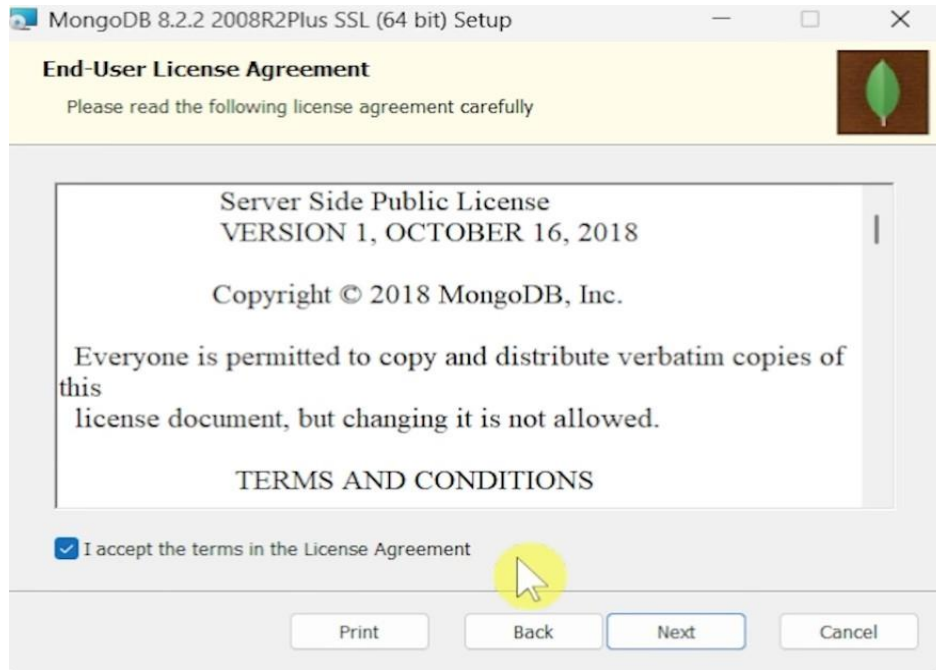 MongoDB 8.2.2 2008R2Plus SSL (64 bit) Setup
End-User License Agreement
Please read the following license agreement carefully
Server Side Public License
VERSION 1, OCTOBER 16, 2018
Copyright © 2018 MongoDB, Inc.
Everyone is permitted to copy and distribute verbatim copies of
this
license document, but changing it is not allowed.
TERMS AND CONDITIONS
I accept the terms in the License Agreement
Print Back Next Cancel